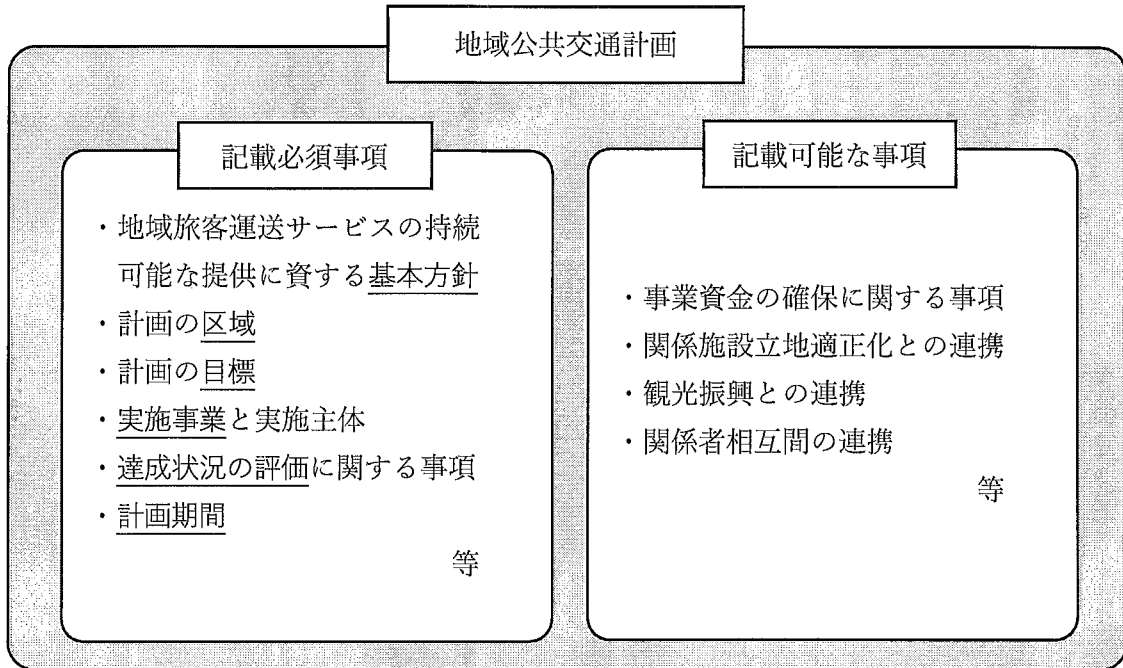 地域公共交通計画
記載必須事項
・地域旅客運送サービスの持続
可能な提供に資する基本方針
・計画の区域
・計画の目標
・実施事業と実施主体
・達成状況の評価に関する事項
・計画期間
等
記載可能な事項
・事業資金の確保に関する事項
・関係施設立地適正化との連携
・観光振興との連携
・関係者相互間の連携
等